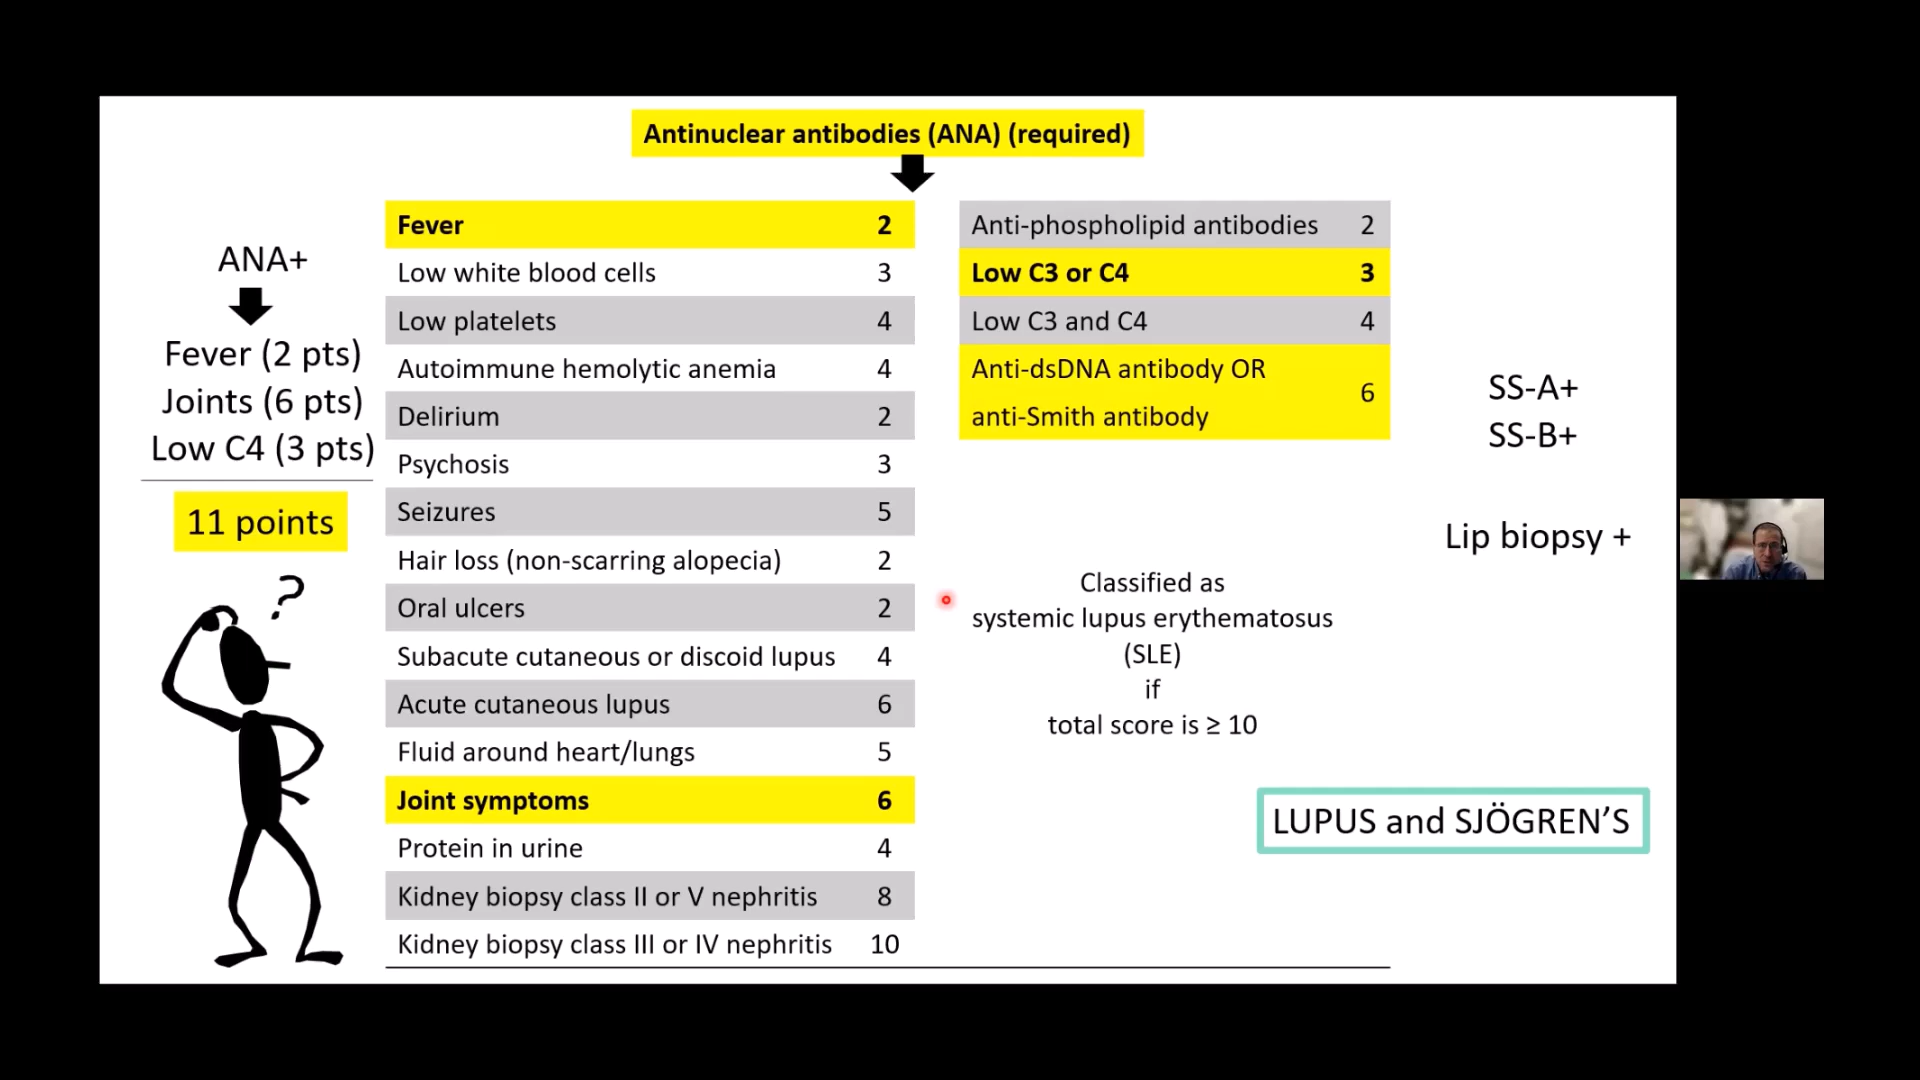 Antinuclear antibodies (ANA) (required)
ANA+
Fever (2 pts)
Joints (6 pts)
Low C4 (3 pts)
11 points
?
Fever 2
Low white blood cells 3
Low platelets 4
Autoimmune hemolytic anemia 4
Delirium 2
Psychosis 3
Seizures 5
Hair loss (non-scarring alopecia) 2
Oral ulcers 2
Subacute cutaneous or discoid lupus 4
Acute cutaneous lupus 6
Fluid around heart/lungs 5
Joint symptoms 6
Protein in urine 4
Kidney biopsy class II or V nephritis 8
Kidney biopsy class III or IV nephritis 10
Anti-phospholipid antibodies 2
Low C3 or C4 3
Low C3 and C4 4
Anti-dsDNA antibody OR
anti-Smith antibody 6
Classified as
systemic lupus erythematosus
(SLE)
if
total score is ≥ 10
SS-A+
SS-B+
Lip biopsy +
LUPUS and SJÖGREN’S